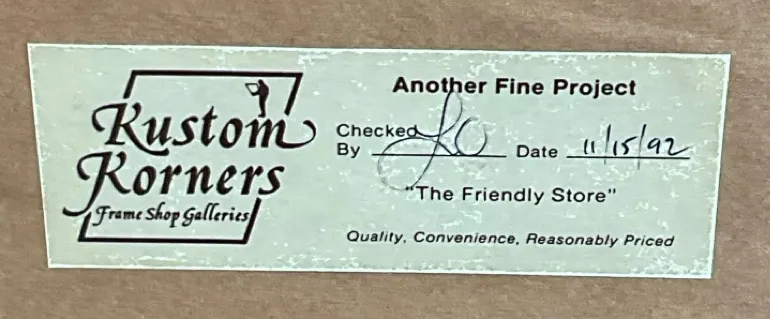 Kustom
Korners
Frame Shop Galleries
Another Fine Project
Checked
By LO Date 11/15/92
"The Friendly Store"
Quality, Convenience, Reasonably Priced